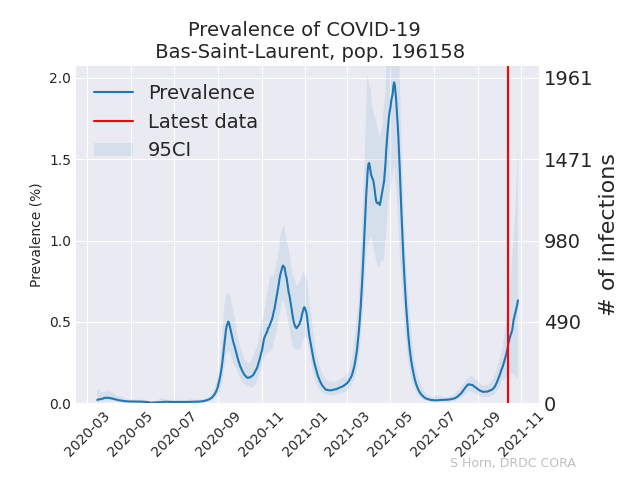 Prevalence of COVID-19
Bas-Saint-Laurent, pop. 196158
Prevalence
Latest data
95CI
Prevalence (%)
2.0
1.5
1.0
0.5
0.0
1961
1471
980
490
0
# of infections
2020-03
2020-05
2020-07
2020-09
2020-11
2021-01
2021-03
2021-05
2021-07
2021-09
2021-11
S Horn, DRDC CORA